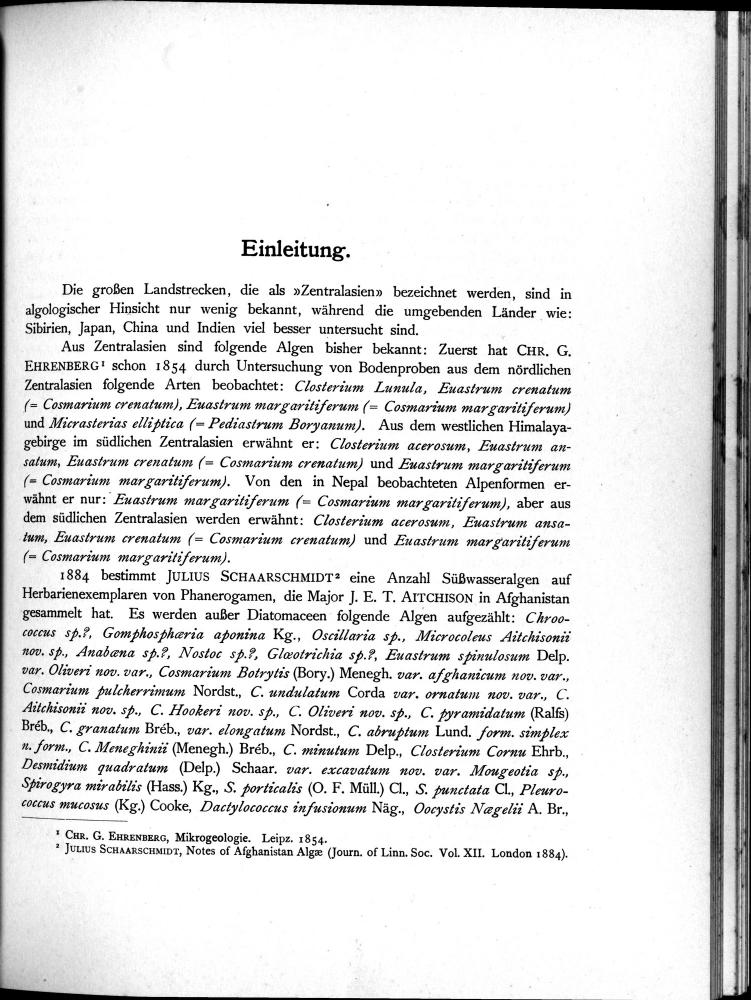 Einleitung.
Die großen Landstrecken, die als »Zentralasien» bezeichnet werden, sind in
algologischer Hinsicht nur wenig bekannt, während die umgebenden Länder wie:
Sibirien, Japan, China und Indien viel besser untersucht sind.
Aus Zentralasien sind folgende Algen bisher bekannt: Zuerst hat CHR. G.
EHRENBERG¹ schon 1854 durch Untersuchung von Bodenproben aus dem nördlichen
Zentralasien folgende Arten beobachtet: Closterium Lunula, Euastrum crenatum
(= Cosmarium crenatum), Euastrum margaritiferum (= Cosmarium margaritiferum)
und Micrasterias elliptica (= Pediastrum Boryanum). Aus dem westlichen Himalaya-
gebirge im südlichen Zentralasien erwähnt er: Closterium acerosum, Euastrum an-
satum, Euastrum crenatum (= Cosmarium crenatum) und Euastrum margaritiferum
(= Cosmarium margaritiferum). Von den in Nepal beobachteten Alpenformen er-
wähnt er nur: Euastrum margaritiferum (= Cosmarium margaritiferum), aber aus
dem südlichen Zentralasien werden erwähnt: Closterium acerosum, Euastrum ansa-
tum, Euastrum crenatum (= Cosmarium crenatum) und Euastrum margaritiferum
(= Cosmarium margaritiferum).
1884 bestimmt JULIUS SCHAARSCHMIDT² eine Anzahl Süßwasseralgen auf
Herbarienexemplaren von Phanerogamen, die Major J. E. T. AITCHISON in Afghanistan
gesammelt hat. Es werden außer Diatomaceen folgende Algen aufgezählt: Chroo-
coccus sp.?, Gomphosphæria aponina Kg., Oscillaria sp., Microcoleus Aitchisonii
nov. sp., Anabæna sp.?, Nostoc sp.?, Glœotrichia sp.?, Euastrum spinulosum Delp.
var. Oliveri nov. var., Cosmarium Botrytis (Bory.) Menegh. var. afghanicum nov. var.,
Cosmarium pulcherrimum Nordst., C. undulatum Corda var. ornatum nov. var., C.
Aitchisonii nov. sp., C. Hookeri nov. sp., C. Oliveri nov. sp., C. pyramidatum (Ralfs)
Bréb., C. granatum Bréb., var. elongatum Nordst., C. abruptum Lund. form. simplex
n. form., C. Meneghinii (Menegh.) Bréb., C. minutum Delp., Closterium Cornu Ehrb.,
Desmidium quadratum (Delp.) Schaar. var. excavatum nov. var. Mougeotia sp.,
Spirogyra mirabilis (Hass.) Kg., S. porticalis (O. F. Müll.) Cl., S. punctata Cl., Pleuro-
coccus mucosus (Kg.) Cooke, Dactylococcus infusionum Näg., Oocystis Nægelii A. Br.,
¹ CHR. G. EHRENBERG, Mikrogeologie. Leipz. 1854.
² JULIUS SCHAARSCHMIDT, Notes of Afghanistan Algæ (Journ. of Linn. Soc. Vol. XII. London 1884).